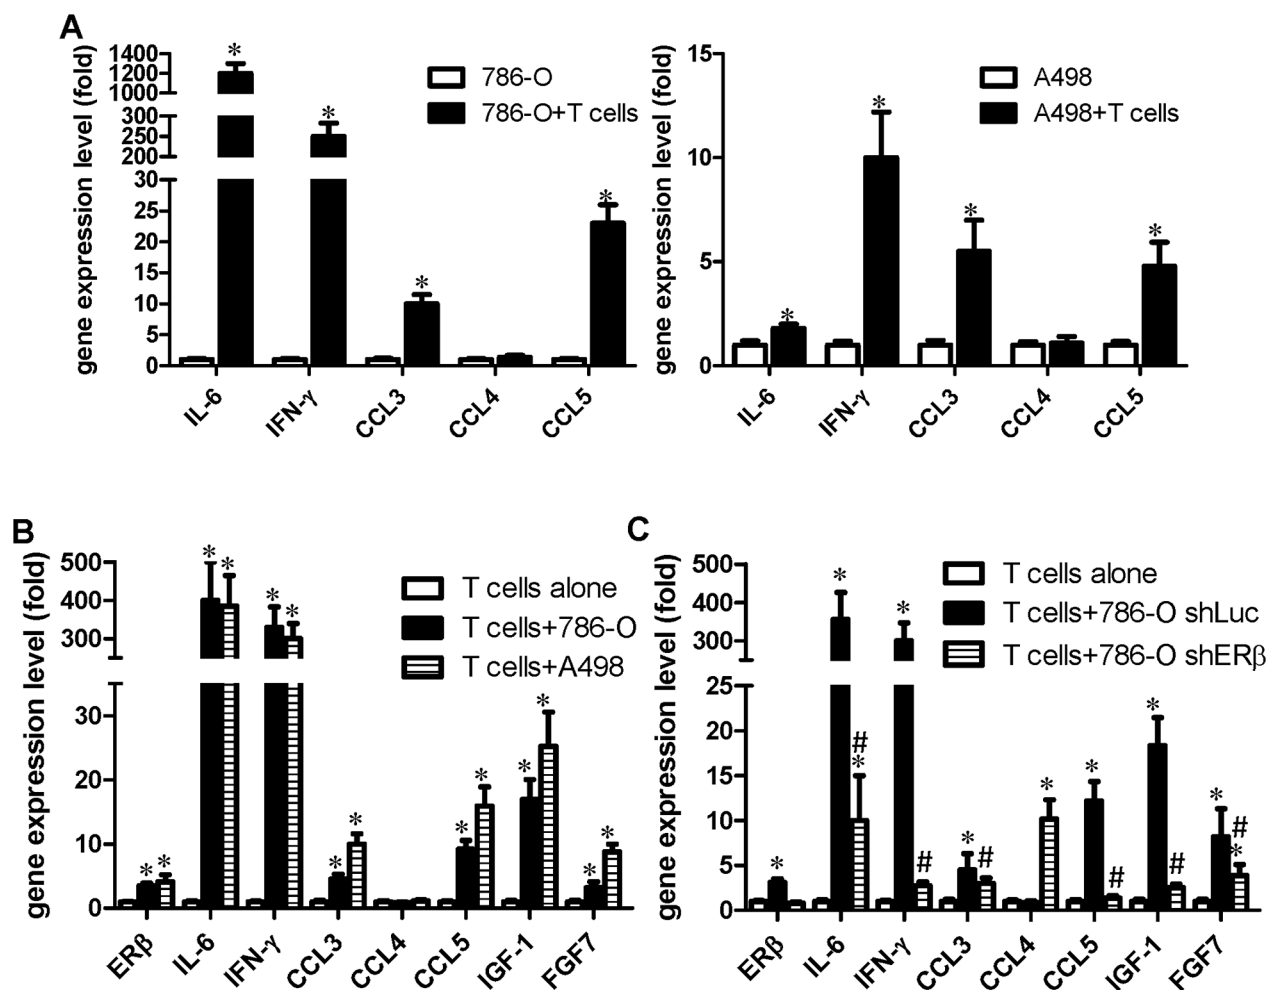 A
gene expression level (fold)
1400
1200
1000
300
250
200
30
25
20
15
10
5
0
* * * *
786-O
786-O+T cells
IL-6 IFN-γ CCL3 CCL4 CCL5
gene expression level (fold)
15
10
5
0
* * * *
A498
A498+T cells
IL-6 IFN-γ CCL3 CCL4 CCL5
B
gene expression level (fold)
500
400
300
30
20
10
0
* * * * * * * * * * * * * *
T cells alone
T cells+786-O
T cells+A498
ERβ IL-6 IFN-γ CCL3 CCL4 CCL5 IGF-1 FGF7
C
gene expression level (fold)
500
400
300
25
20
15
10
5
0
* * # * * # * # * * # * # * # *
T cells alone
T cells+786-O shLuc
T cells+786-O shERβ
ERβ IL-6 IFN-γ CCL3 CCL4 CCL5 IGF-1 FGF7